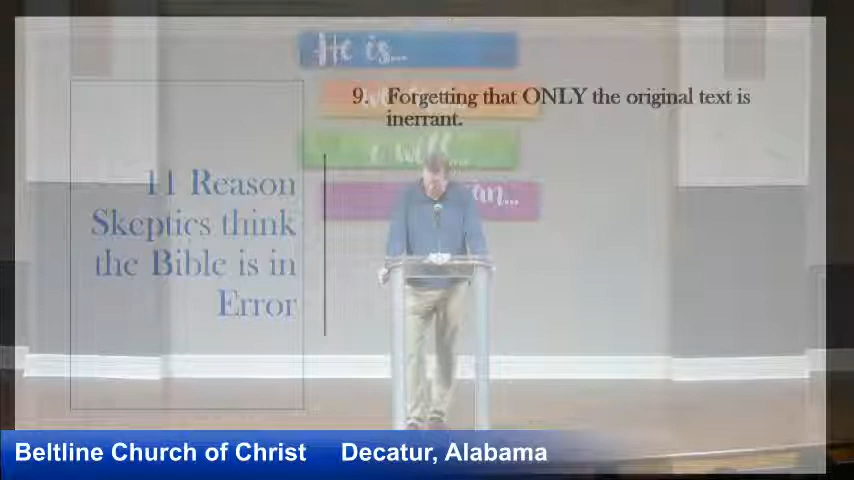 He is...
9. Forgetting that ONLY the original text is
inerrant.
11 Reason
Skeptics think
the Bible is in
Error
Beltline Church of Christ Decatur, Alabama